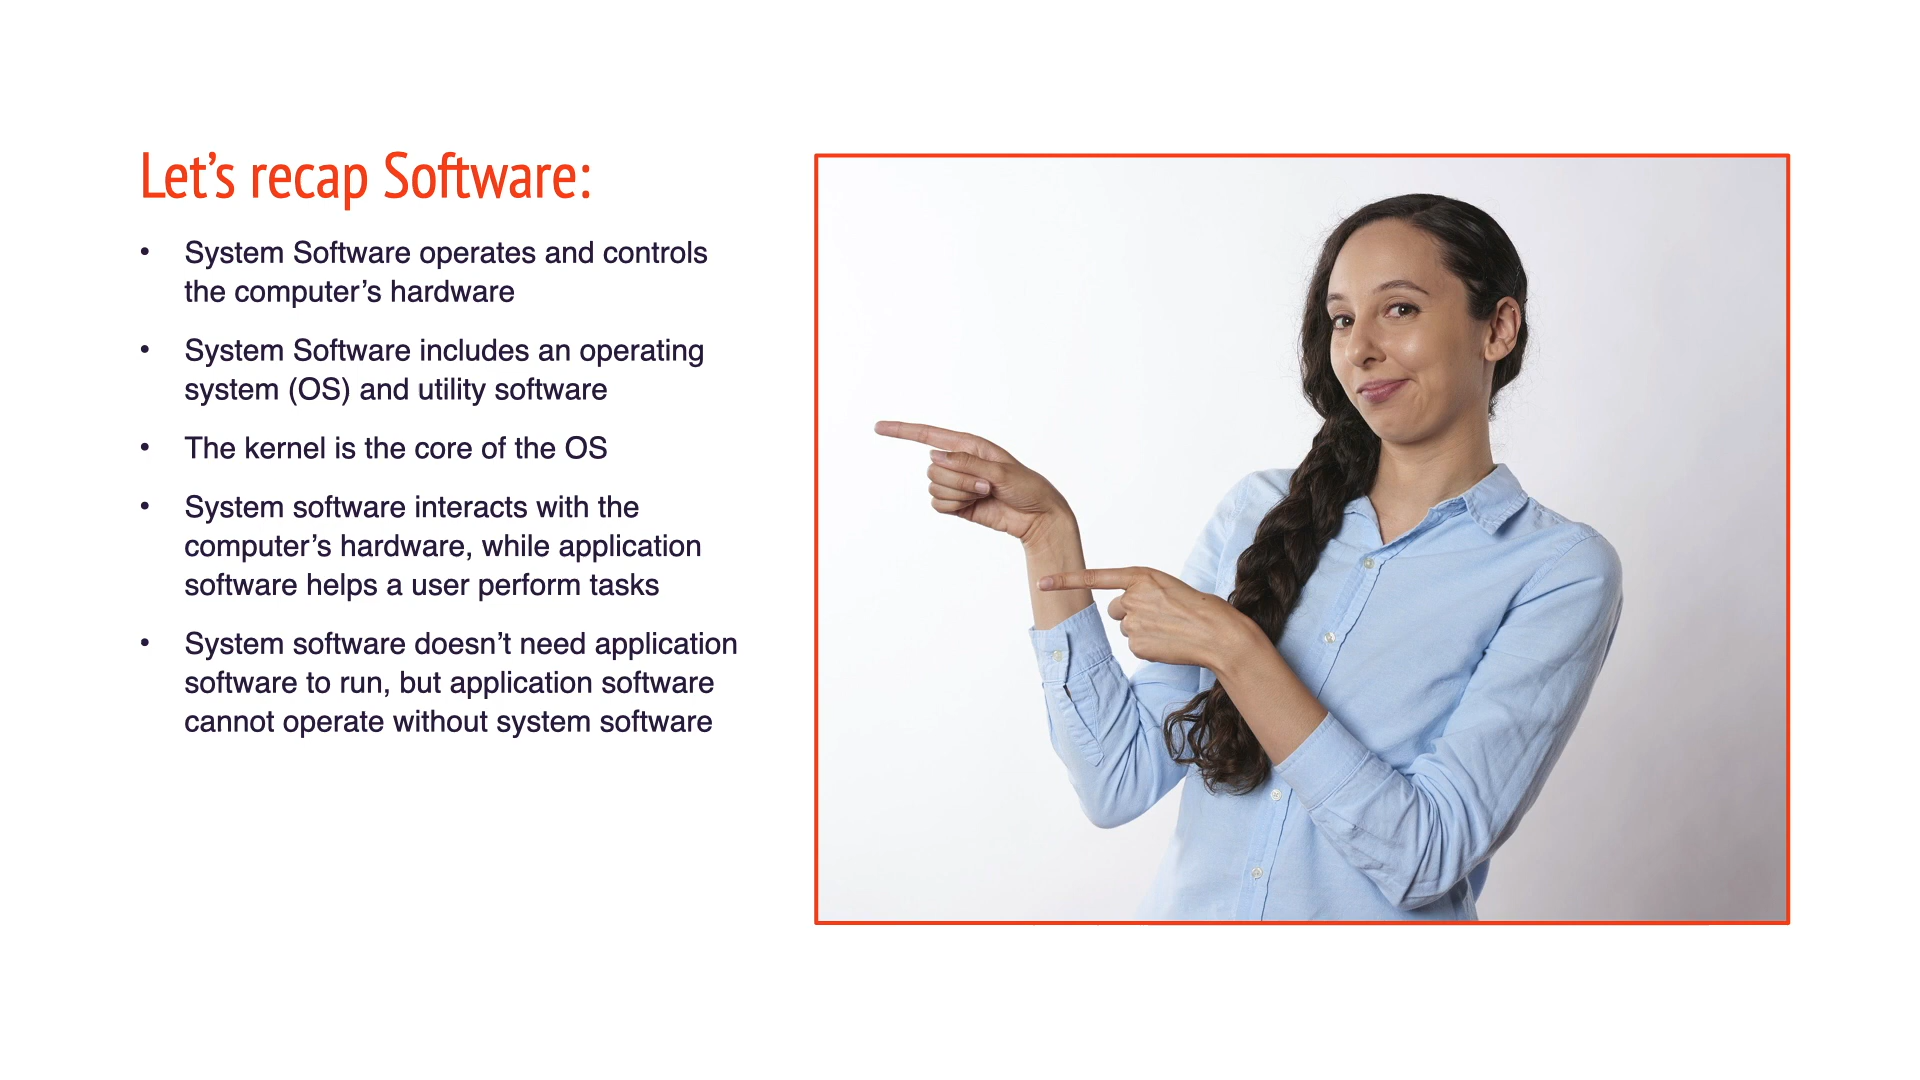 Let’s recap Software:
• System Software operates and controls
the computer’s hardware
• System Software includes an operating
system (OS) and utility software
• The kernel is the core of the OS
• System software interacts with the
computer’s hardware, while application
software helps a user perform tasks
• System software doesn’t need application
software to run, but application software
cannot operate without system software